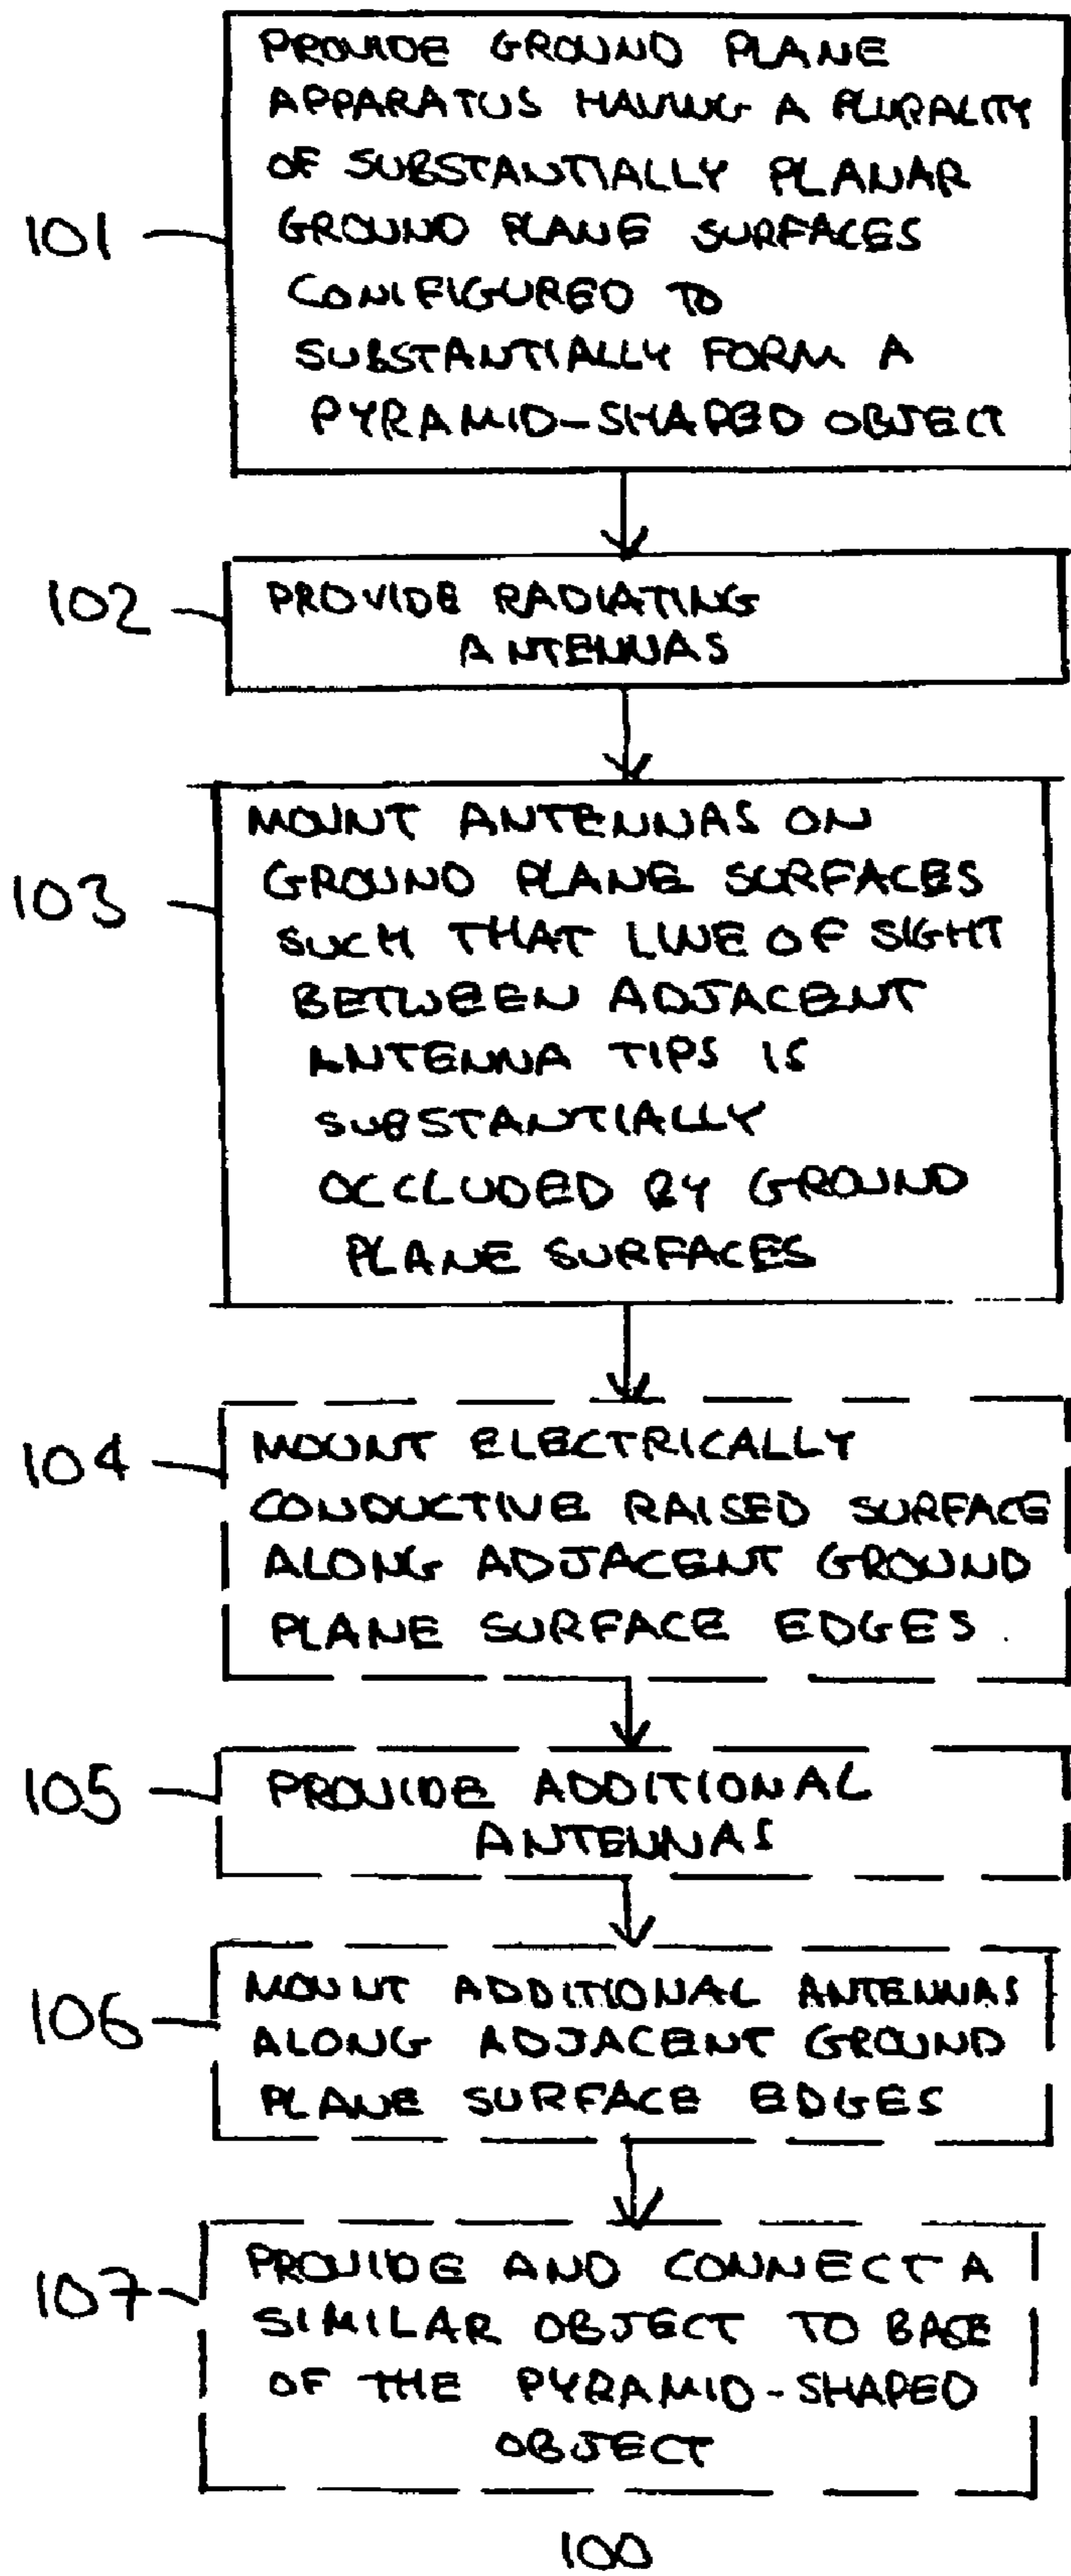 PROVIDE GROUND PLANE
APPARATUS HAVING A PLURALITY
OF SUBSTANTIALLY PLANAR
101
GROUND PLANE SURFACES
CONFIGURED TO
SUBSTANTIALLY FORM A
PYRAMID-SHAPED OBJECT
102
PROVIDE RADIATING
ANTENNAS
MOUNT ANTENNAS ON
103
GROUND PLANE SURFACES
SUCH THAT LINE OF SIGHT
BETWEEN ADJACENT
ANTENNA TIPS IS
SUBSTANTIALLY
OCCLUDED BY GROUND
PLANE SURFACES
104
MOUNT ELECTRICALLY
CONDUCTIVE RAISED SURFACE
ALONG ADJACENT GROUND
PLANE SURFACE EDGES.
105
PROVIDE ADDITIONAL
ANTENNAS
106
MOUNT ADDITIONAL ANTENNAS
ALONG ADJACENT GROUND
PLANE SURFACE EDGES
107
PROVIDE AND CONNECT A
SIMILAR OBJECT TO BASE
OF THE PYRAMID-SHAPED
OBJECT
100